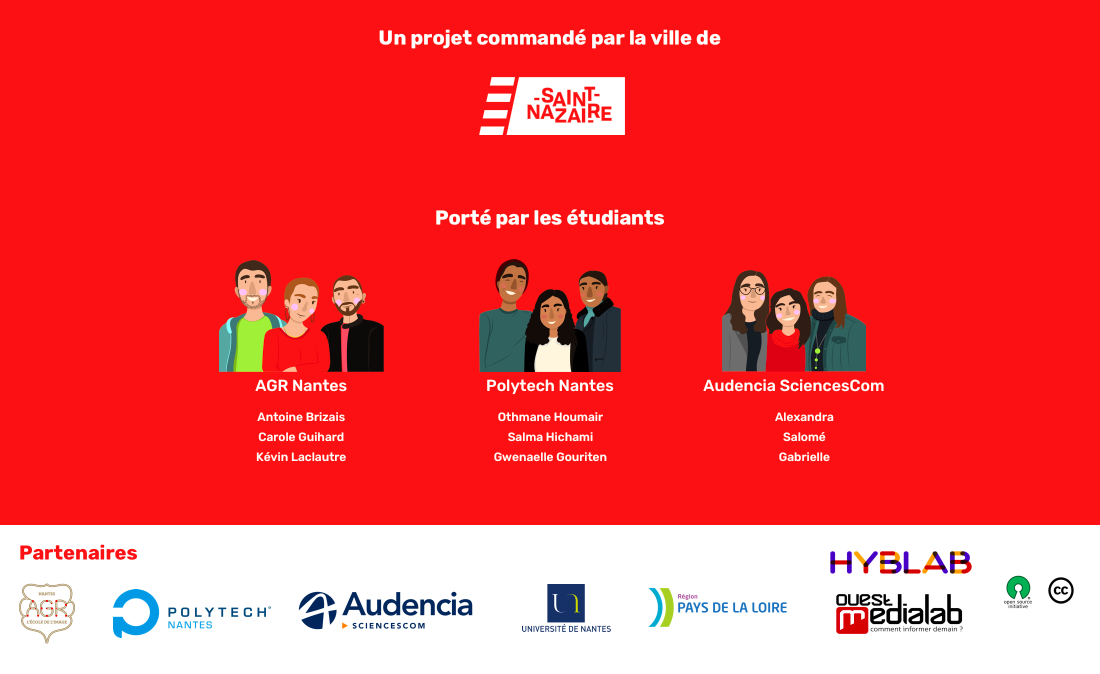 Un projet commandé par la ville de
-SAINT-
NAZAIRE
Porté par les étudiants
AGR Nantes
Antoine Brizais
Carole Guihard
Kévin Laclautre
Polytech Nantes
Othmane Houmair
Salma Hichami
Gwenaelle Gouriten
Audencia SciencesCom
Alexandra
Salomé
Gabrielle
Partenaires
NANTES
AGR
L'ÉCOLE DE L'IMAGE
POLYTECH°
NANTES
Audencia
SCIENCESCOM
UNIVERSITÉ DE NANTES
Région
PAYS DE LA LOIRE
HYBLAB
ouest
medialab
comment informer demain ?
open source
initiative
cc